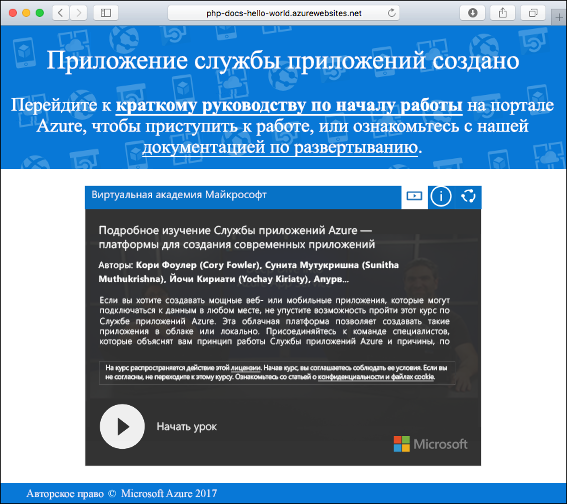 php-docs-hello-world.azurewebsites.net
Приложение службы приложений создано
Перейдите к краткому руководству по началу работы на портале
Azure, чтобы приступить к работе, или ознакомьтесь с нашей
документацией по развертыванию.
Виртуальная академия Майкрософт
Подробное изучение Службы приложений Azure —
платформы для создания современных приложений
Авторы: Кори Фоулер (Cory Fowler), Сунита Мутукришна (Sunitha
Muthukrishna), Йочи Кириати (Yochay Kiriaty), Апурв...
Если вы хотите создавать мощные веб- или мобильные приложения, которые могут
подключаться к данным в любом месте, не упустите возможность пройти этот курс по
Службе приложений Azure. Эта облачная платформа позволяет создавать такие
приложения в облаке или локально. Присоединяйтесь к команде специалистов,
которые объяснят вам принцип работы Службы приложений Azure и причины, по
На курс распространяется действие этой лицензии. Начав курс, вы соглашаетесь соблюдать ее условия. Если вы
не согласны, не переходите к этому курсу. Ознакомьтесь со статьей о конфиденциальности и файлах cookie.
Начать урок
Microsoft
Авторское право © Microsoft Azure 2017